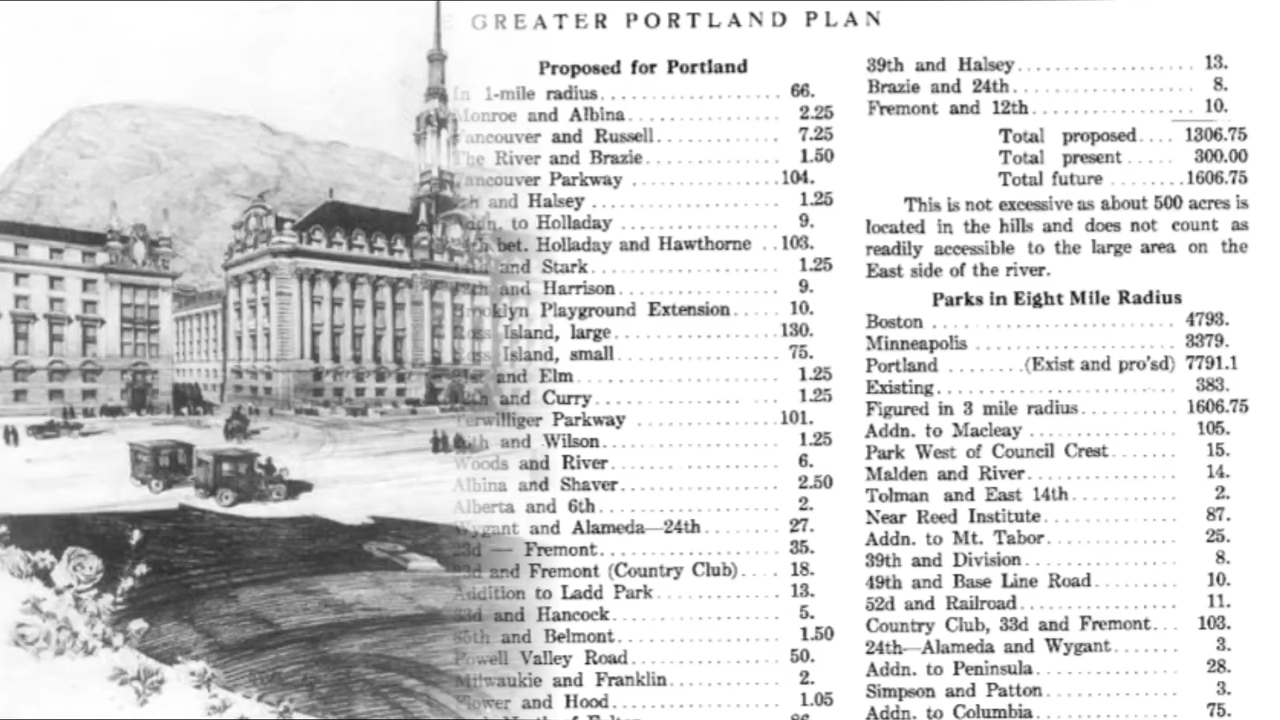 GREATER PORTLAND PLAN
Proposed for Portland
In 1-mile radius 66.
Monroe and Albina 2.25
Vancouver and Russell 7.25
The River and Brazie 1.50
Vancouver Parkway 104.
and Halsey 1.25
Addn. to Holladay 9.
bet. Holladay and Hawthorne 103.
and Stark 1.25
and Harrison 9.
Brooklyn Playground Extension 10.
Ross Island, large 130.
Ross Island, small 75.
and Elm 1.25
and Curry 1.25
Terwilliger Parkway 101.
and Wilson 1.25
Woods and River 6.
Albina and Shaver 2.50
Alberta and 6th 2.
Wygant and Alameda—24th 27.
33d — Fremont 35.
33d and Fremont (Country Club) 18.
Addition to Ladd Park 13.
33d and Hancock 5.
55th and Belmont 1.50
Powell Valley Road 50.
Milwaukie and Franklin 2.
and Hood 1.05
39th and Halsey 13.
Brazie and 24th 8.
Fremont and 12th 10.
Total proposed 1306.75
Total present 300.00
Total future 1606.75
This is not excessive as about 500 acres is
located in the hills and does not count as
readily accessible to the large area on the
East side of the river.
Parks in Eight Mile Radius
Boston 4793.
Minneapolis 3379.
Portland (Exist and pro'sd) 7791.1
Existing 383.
Figured in 3 mile radius 1606.75
Addn. to Macleay 105.
Park West of Council Crest 15.
Malden and River 14.
Tolman and East 14th 2.
Near Reed Institute 87.
Addn. to Mt. Tabor 25.
39th and Division 8.
49th and Base Line Road 10.
52d and Railroad 11.
Country Club, 33d and Fremont 103.
24th—Alameda and Wygant 3.
Addn. to Peninsula 28.
Simpson and Patton 3.
Addn. to Columbia 75.